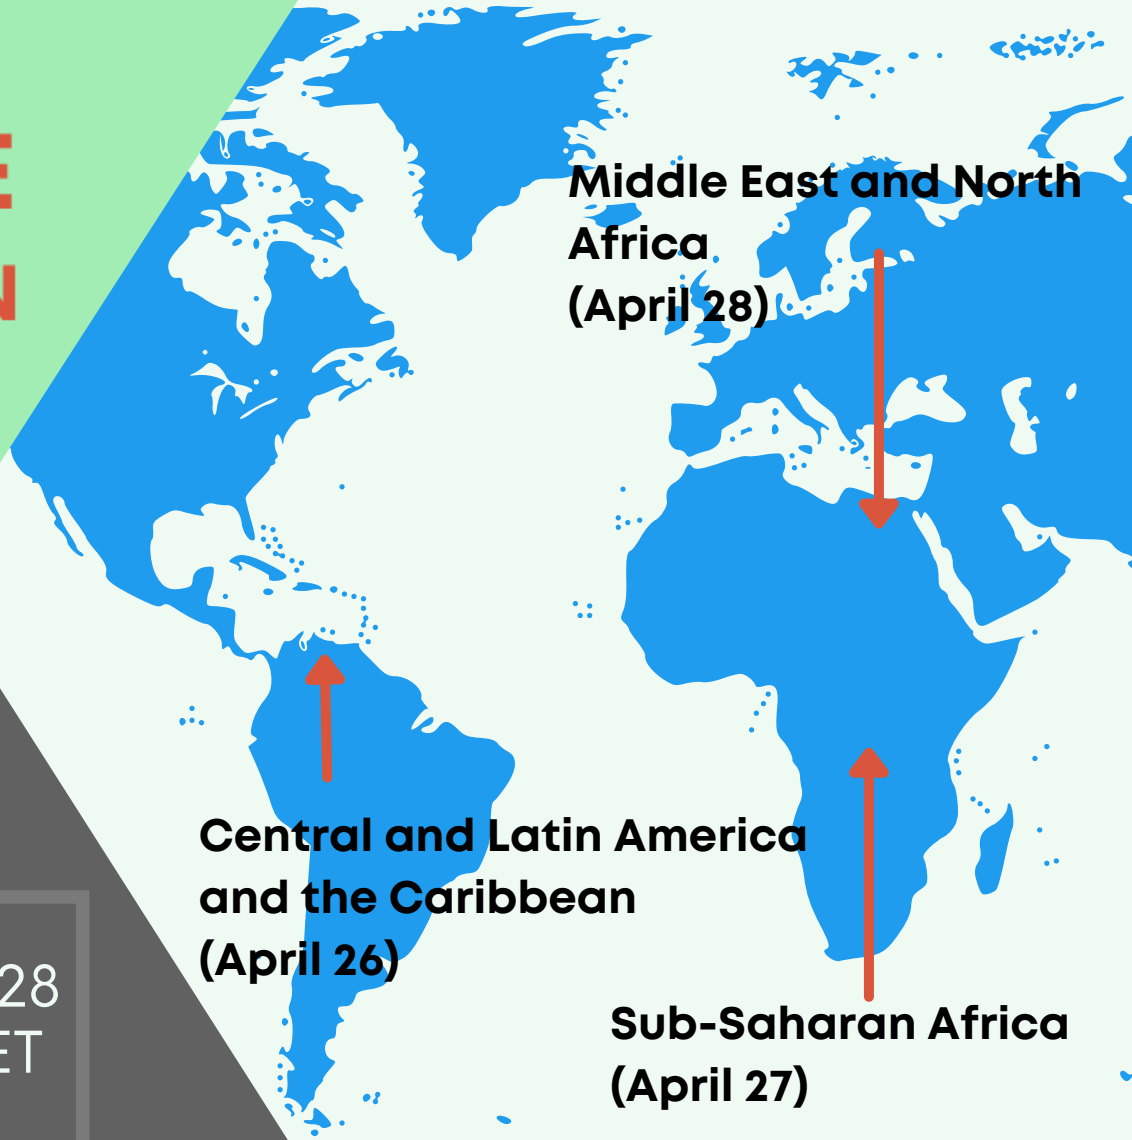 E
N
Middle East and North
Africa
(April 28)
Central and Latin America
and the Caribbean
(April 26)
28
ET
Sub-Saharan Africa
(April 27)